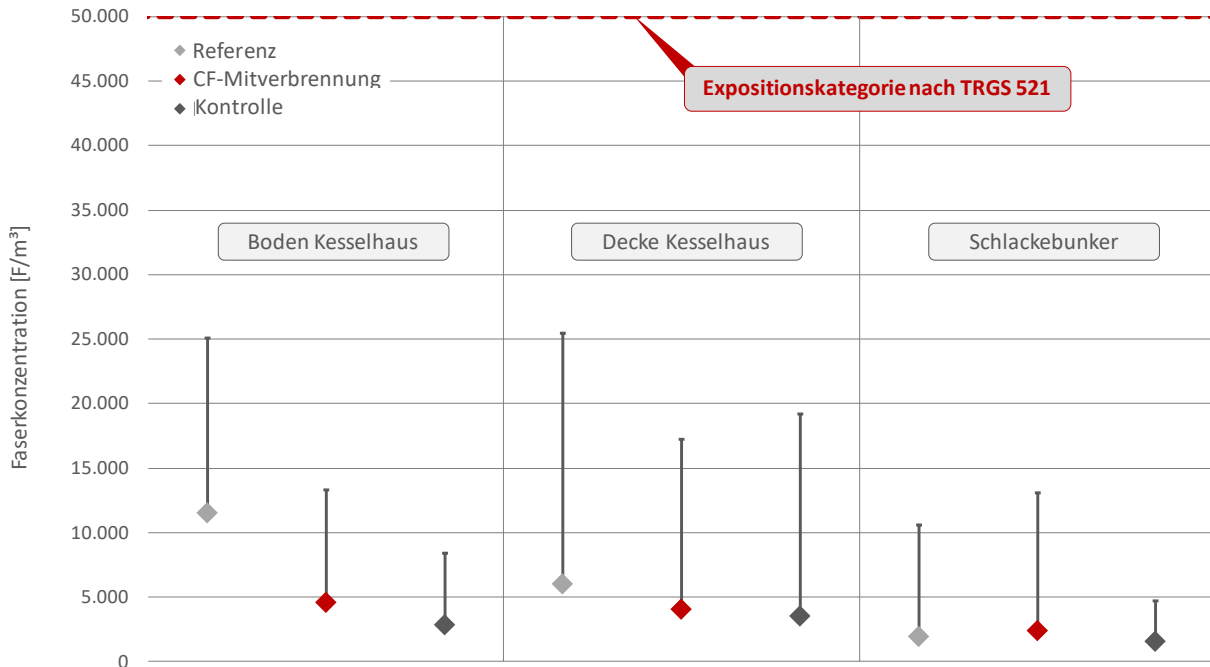 50.000
Referenz
45.000
CF-Mitverbrennung
Expositionskategorie nach TRGS 521
Kontrolle
40.000
35.000
Boden Kesselhaus
Decke Kesselhaus
Schlackebunker
30.000
25.000
20.000
15.000
10.000
5.000
0
Faserkonzentration [F/m³]